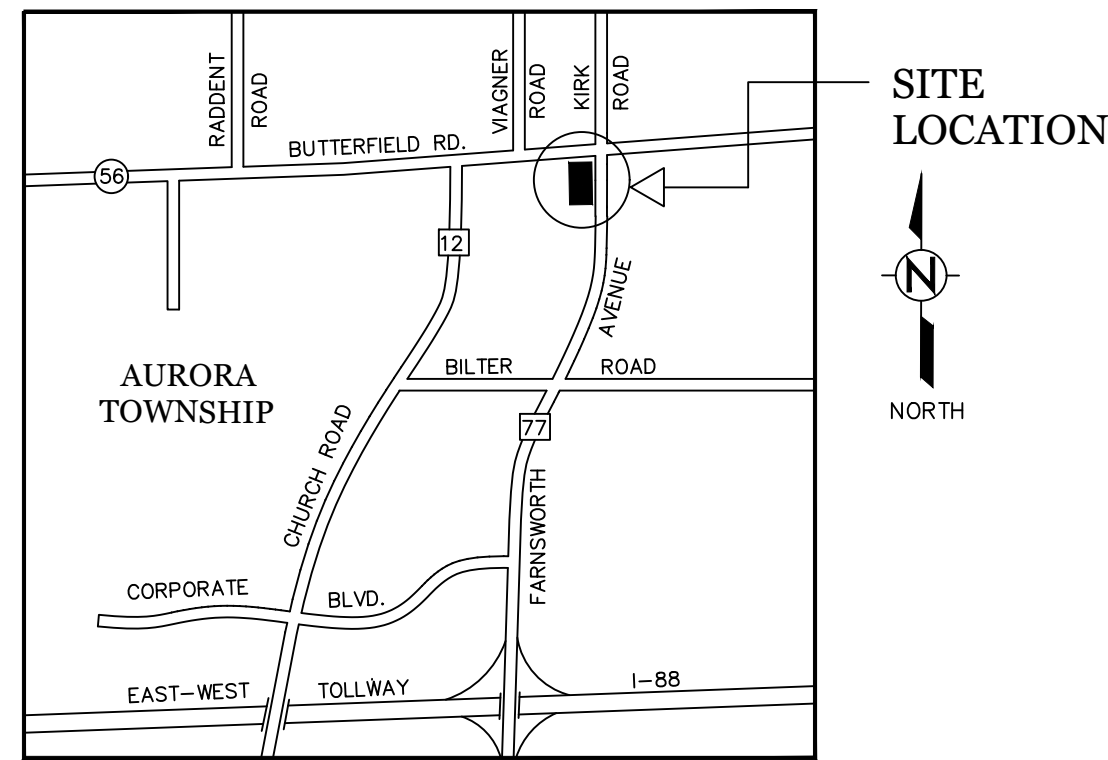 RADDENT
ROAD
VIAGNER
ROAD
KIRK
ROAD
SITE
LOCATION
BUTTERFIELD RD.
56
12
N
NORTH
AVENUE
BILTER
ROAD
AURORA
TOWNSHIP
77
CHURCH ROAD
FARNSWORTH
CORPORATE
BLVD.
EAST-WEST
TOLLWAY
I-88